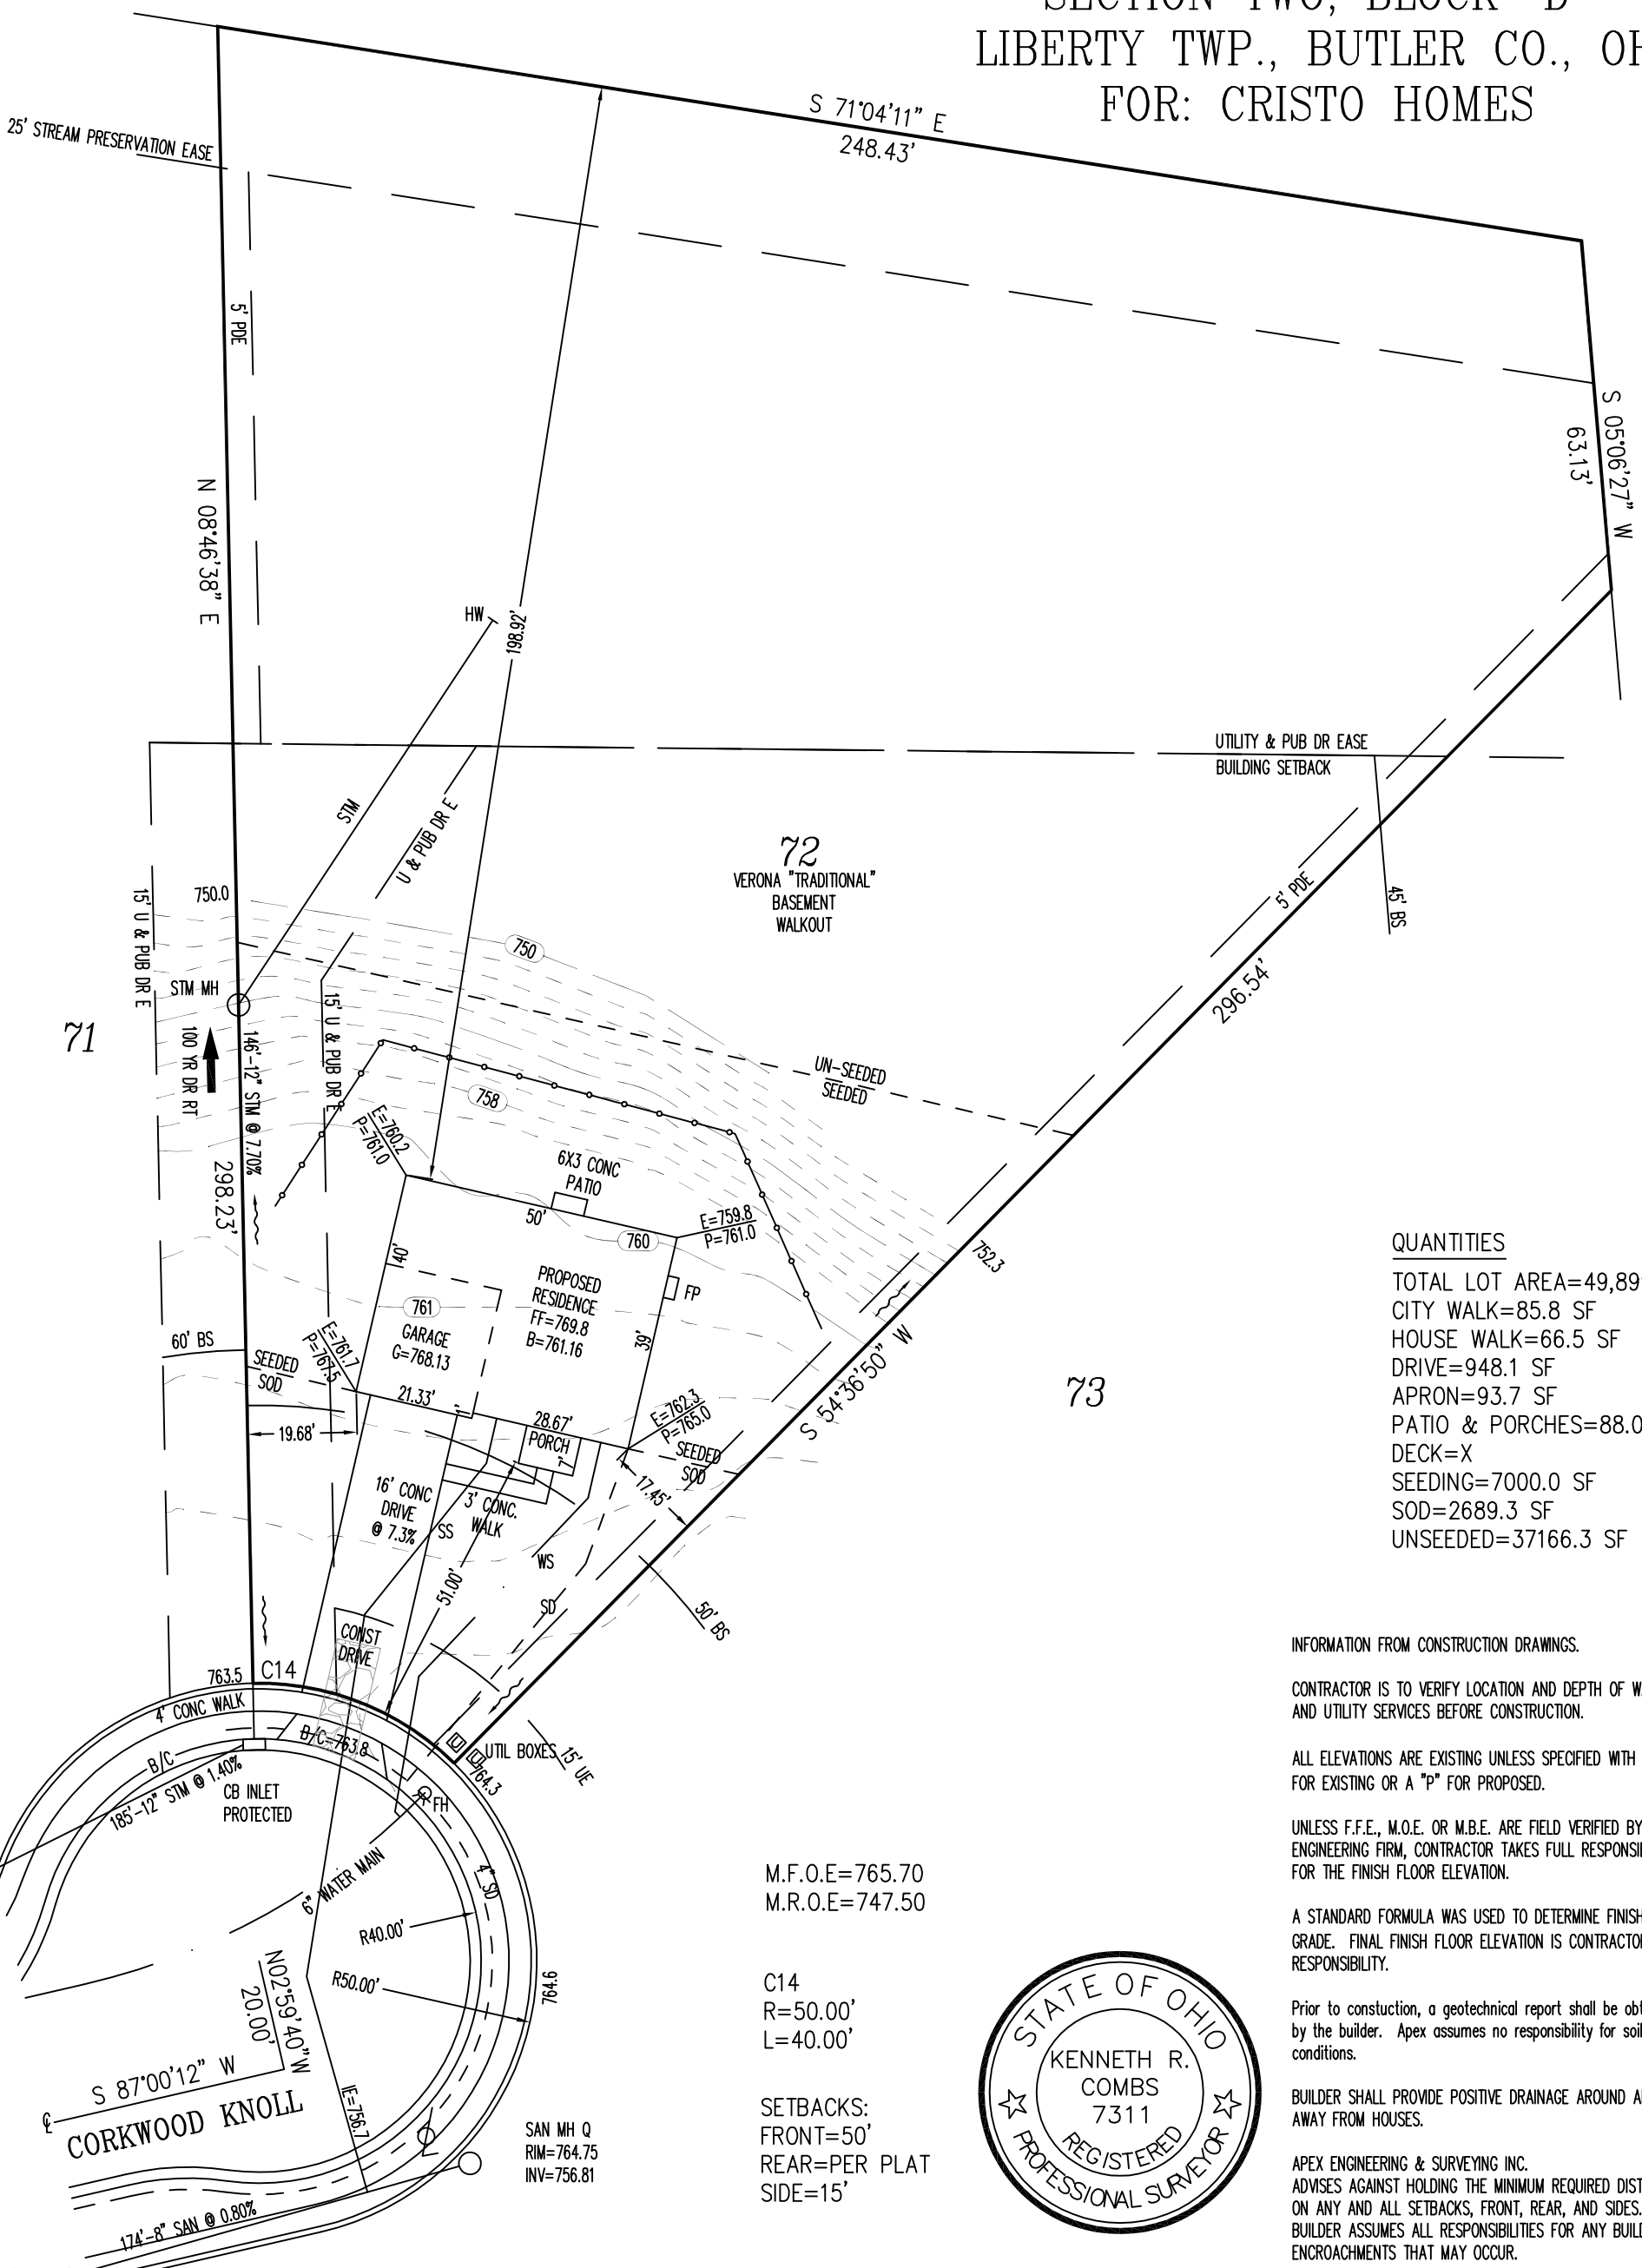 SECTION TWO, BLOCK "D"
LIBERTY TWP., BUTLER CO., OH
FOR: CRISTO HOMES
S 71°04'11" E
248.43'
25' STREAM PRESERVATION EASE
5' PDE
S 05°06'27" W
63.13'
N 08°46'38" E
HW
198.92'
UTILITY & PUB DR EASE
BUILDING SETBACK
STM
U & PUB DR E
72
VERONA "TRADITIONAL"
BASEMENT
WALKOUT
5' PDE
45' BS
750.0
15' U & PUB DR E
750
296.54'
STM MH
71
100 YR DR RT
146'-12" STM @ 7.70%
15' U & PUB DR E
UN-SEEDED
SEEDED
758
E=760.2
P=761.0
6X3 CONC
PATIO
298.23'
50'
E=759.8
P=761.0
760
752.3
40'
PROPOSED
RESIDENCE
FF=769.8
B=761.16
FP
761
GARAGE
G=768.13
39'
60' BS
E=761.7
P=767.5
SEEDED
SOD
S 54°36'50" W
73
21.33'
1'
28.67'
PORCH
7'
E=762.3
P=765.0
SEEDED
SOD
19.68'
17.45'
16' CONC
DRIVE
@ 7.3%
SS
3' CONC.
WALK
WS
51.00'
SD
50' BS
CONST
DRIVE
763.5
C14
4' CONC WALK
B/C=763.8
B/C
U U
UTIL BOXES
15' UE
764.3
185'-12" STM @ 1.40%
CB INLET
PROTECTED
FH
6" WATER MAIN
4" SD
R40.00'
R50.00'
764.6
N02°59'40"W
20.00'
S 87°00'12" W
CORKWOOD KNOLL
IE=756.7
SAN MH Q
RIM=764.75
INV=756.81
174'-8" SAN @ 0.80%
M.F.O.E=765.70
M.R.O.E=747.50
C14
R=50.00'
L=40.00'
SETBACKS:
FRONT=50'
REAR=PER PLAT
SIDE=15'
STATE OF OHIO
KENNETH R.
COMBS
7311
REGISTERED
PROFESSIONAL SURVEYOR
QUANTITIES
TOTAL LOT AREA=49,89
CITY WALK=85.8 SF
HOUSE WALK=66.5 SF
DRIVE=948.1 SF
APRON=93.7 SF
PATIO & PORCHES=88.0
DECK=X
SEEDING=7000.0 SF
SOD=2689.3 SF
UNSEEDED=37166.3 SF
INFORMATION FROM CONSTRUCTION DRAWINGS.
CONTRACTOR IS TO VERIFY LOCATION AND DEPTH OF
AND UTILITY SERVICES BEFORE CONSTRUCTION.
ALL ELEVATIONS ARE EXISTING UNLESS SPECIFIED WITH
FOR EXISTING OR A "P" FOR PROPOSED.
UNLESS F.F.E., M.O.E. OR M.B.E. ARE FIELD VERIFIED BY
ENGINEERING FIRM, CONTRACTOR TAKES FULL
FOR THE FINISH FLOOR ELEVATION.
A STANDARD FORMULA WAS USED TO DETERMINE FINISH
GRADE. FINAL FINISH FLOOR ELEVATION IS CONTRACTOR
RESPONSIBILITY.
Prior to constuction, a geotechnical report shall be
by the builder. Apex assumes no responsibility for soil
conditions.
BUILDER SHALL PROVIDE POSITIVE DRAINAGE AROUND
AWAY FROM HOUSES.
APEX ENGINEERING & SURVEYING INC.
ADVISES AGAINST HOLDING THE MINIMUM REQUIRED
ON ANY AND ALL SETBACKS, FRONT, REAR, AND SIDES.
BUILDER ASSUMES ALL RESPONSIBILITIES FOR ANY
ENCROACHMENTS THAT MAY OCCUR.